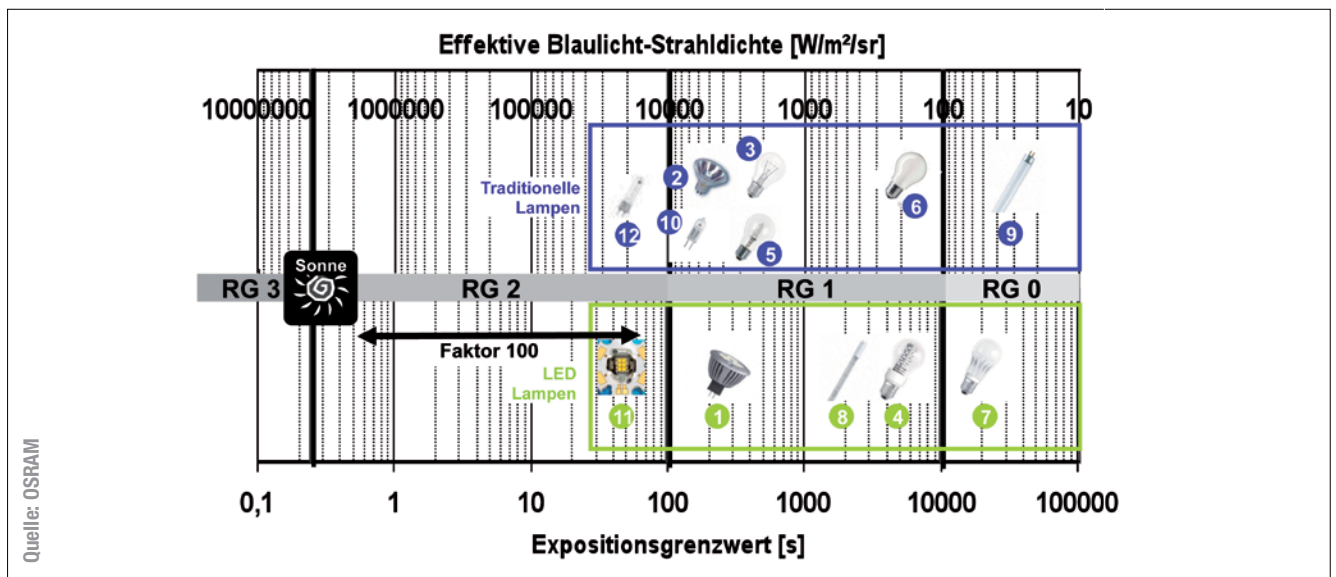 Effektive Blaulicht-Strahldichte [W/m²/sr]
10000000 1000000 100000 10000 1000 100 10
Traditionelle
Lampen
12 2 10 3 5 6 9
Sonne
RG 3 RG 2 RG 1 RG 0
Faktor 100
LED
Lampen
11 1 8 4 7
0,1 1 10 100 1000 10000 100000
Expositionsgrenzwert [s]
Quelle: OSRAM